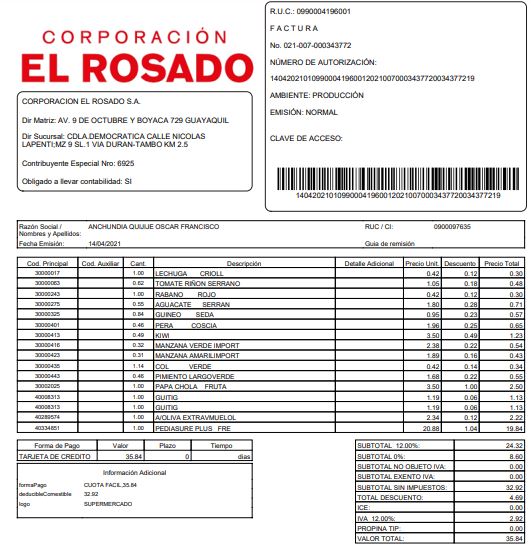 CORPORACIÓN
EL ROSADO
CORPORACION EL ROSADO S.A.
Dir Matriz: AV. 9 DE OCTUBRE Y BOYACA 729 GUAYAQUIL
Dir Sucursal: CDLA.DEMOCRATICA CALLE NICOLAS
LAPENTI;MZ 9 SL.1 VIA DURAN-TAMBO KM 2.5
Contribuyente Especial Nro: 6925
Obligado a llevar contabilidad: SI
R.U.C.: 0990004196001
F A C T U R A
No. 021-007-000343772
NÚMERO DE AUTORIZACIÓN:
1404202101099000419600120210070003437720034377219
AMBIENTE: PRODUCCIÓN
EMISIÓN: NORMAL
CLAVE DE ACCESO:
1404202101099000419600120210070003437720034377219
Razón Social / Nombres y Apellidos: ANCHUNDIA QUIJIJE OSCAR FRANCISCO RUC / CI: 0900097635
Fecha Emisión: 14/04/2021 Guia de remisión
Cod. Principal Cod. Auxiliar Cant. Descripción Detalle Adicional Precio Unit. Descuento Precio Total
30000017 1.00 LECHUGA CRIOLL 0.42 0.12 0.30
30000083 0.62 TOMATE RIÑON SERRANO 1.05 0.18 0.48
30000243 1.00 RABANO ROJO 0.42 0.12 0.30
30000275 0.55 AGUACATE SERRAN 1.80 0.28 0.71
30000325 0.84 GUINEO SEDA 0.95 0.23 0.57
30000401 0.46 PERA COSCIA 1.96 0.25 0.65
30000413 0.49 KIWI 3.50 0.49 1.23
30000416 0.32 MANZANA VERDE IMPORT 2.38 0.22 0.54
30000423 0.31 MANZANA AMARILIMPORT 1.89 0.16 0.43
30000435 1.14 COL VERDE 0.42 0.14 0.34
30000443 0.46 PIMIENTO LARGOVERDE 1.68 0.22 0.55
30002025 1.00 PAPA CHOLA FRUTA 3.50 1.00 2.50
40008313 1.00 GUITIG 1.19 0.06 1.13
40008313 1.00 GUITIG 1.19 0.06 1.13
40289574 1.00 A/OLIVA EXTRAVMUELOL 2.34 0.12 2.22
40334851 1.00 PEDIASURE PLUS FRE 20.88 1.04 19.84
Forma de Pago Valor Plazo Tiempo
TARJETA DE CREDITO 35.84 0 dias
Información Adicional
formaPago CUOTA FACIL,35.84
deducibleComestible 32.92
logo SUPERMERCADO
SUBTOTAL 12.00%: 24.32
SUBTOTAL 0%: 8.60
SUBTOTAL NO OBJETO IVA: 0.00
SUBTOTAL EXENTO IVA: 0.00
SUBTOTAL SIN IMPUESTOS: 32.92
TOTAL DESCUENTO: 4.69
ICE: 0.00
IVA 12.00%: 2.92
PROPINA TIP: 0.00
VALOR TOTAL: 35.84